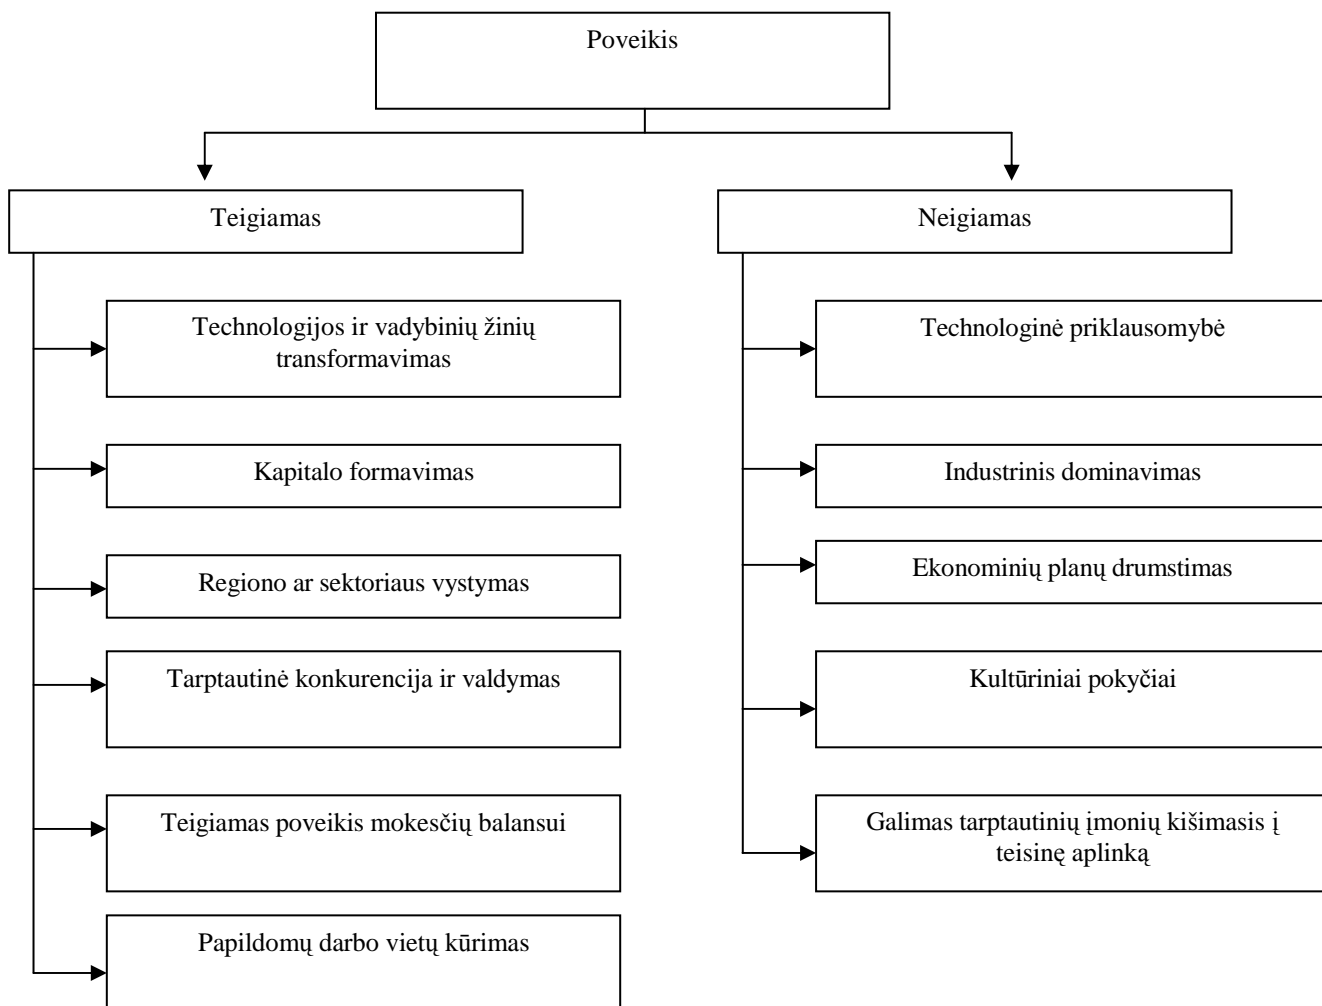 Poveikis
Teigiamas
Technologijos ir vadybinių žinių
transformavimas
Kapitalo formavimas
Regiono ar sektoriaus vystymas
Tarptautinė konkurencija ir valdymas
Teigiamas poveikis mokesčių balansui
Papildomų darbo vietų kūrimas
Neigiamas
Technologinė priklausomybė
Industrinis dominavimas
Ekonominių planų drumstimas
Kultūriniai pokyčiai
Galimas tarptautinių įmonių kišimasis į
teisinę aplinką